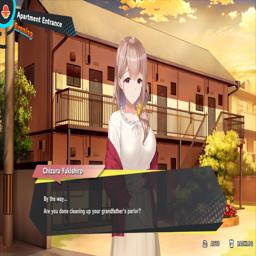 Apartment Entrance
Evening
Chizuru Yukishiro
By the way...
Are you done cleaning up your grandfather's parlor?
AUTO
BACKLOG